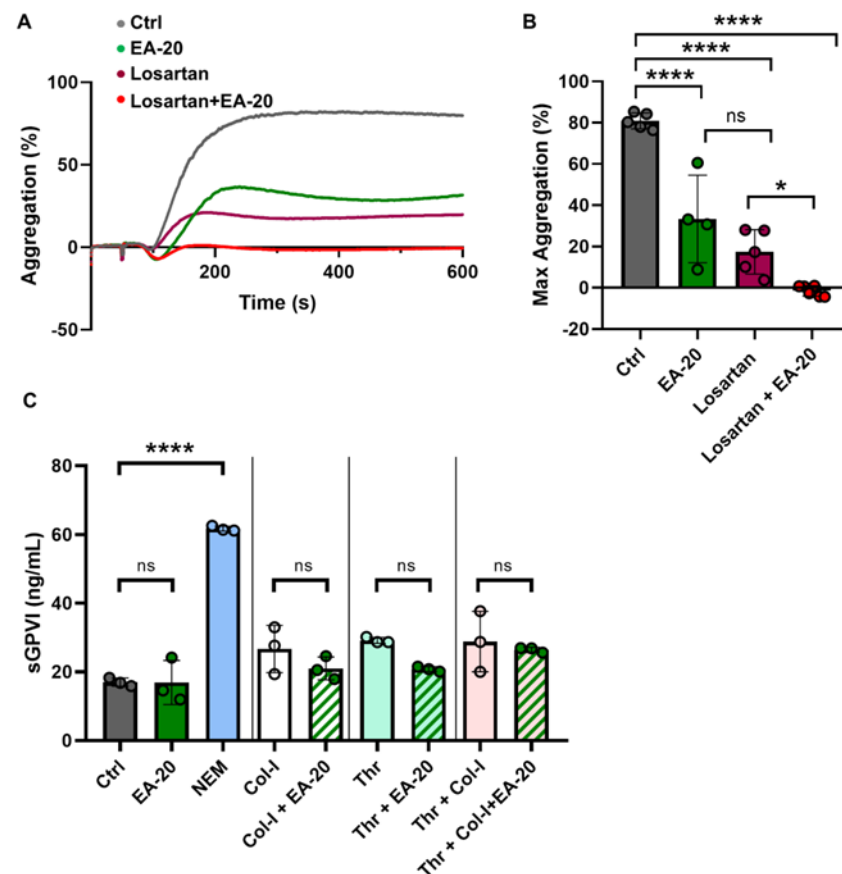 A
Ctrl
EA-20
Losartan
Losartan+EA-20
Aggregation (%)
100
50
0
-50
200
400
600
Time (s)
B
****
****
****
ns
*
Max Aggregation (%)
100
80
60
40
20
0
-20
Ctrl
EA-20
Losartan
Losartan + EA-20
C
****
ns
ns
ns
ns
sGPVI (ng/mL)
80
60
40
20
0
Ctrl
EA-20
NEM
Col-I
Col-I + EA-20
Thr
Thr + EA-20
Thr + Col-I
Thr + Col-I+EA-20